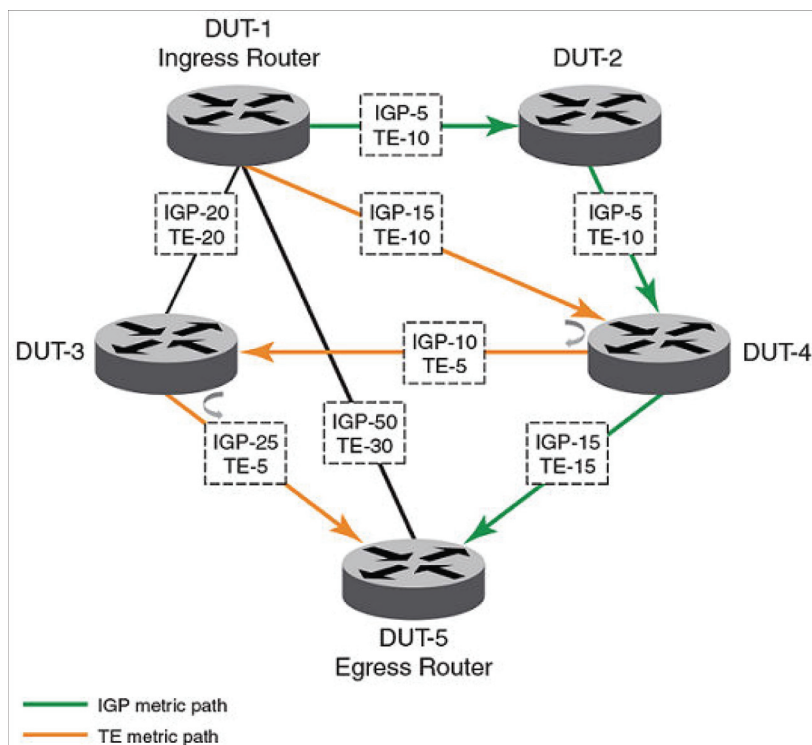 DUT-1
Ingress Router
DUT-2
IGP-5
TE-10
IGP-20
TE-20
IGP-15
TE-10
IGP-5
TE-10
DUT-3
IGP-10
TE-5
DUT-4
IGP-25
TE-5
IGP-50
TE-30
IGP-15
TE-15
DUT-5
Egress Router
IGP metric path
TE metric path